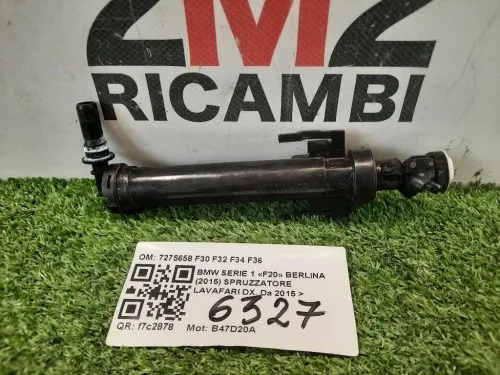 2M2
RICAMBI
OM: 7275658 F30 F32 F34 F36
BMW SERIE 1 «F20» BERLINA
(2015) SPRUZZATORE
LAVAFARI DX. Da 2015 >
6327
QR: f7c2878 Mot: B47D20A